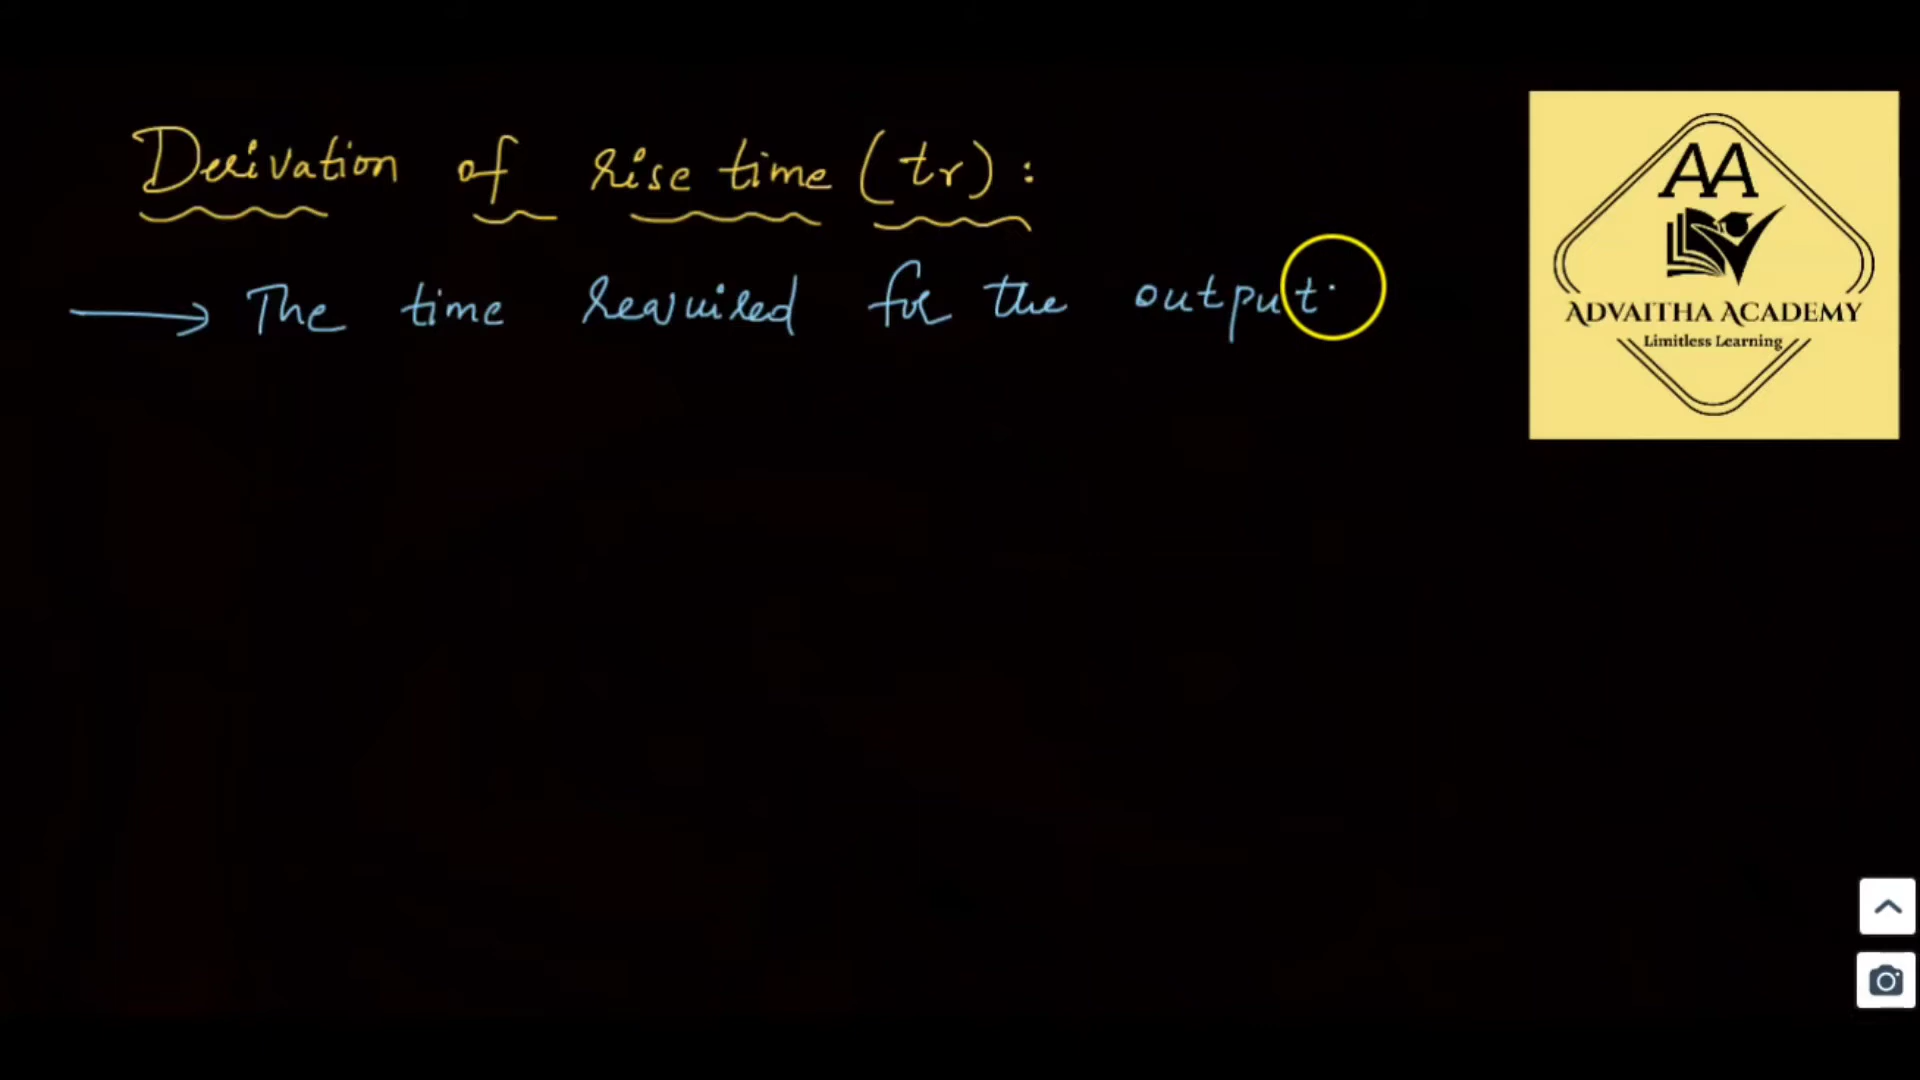 Derivation of rise time (tr) :
→ The time required for the output
AA
ADVAITHA ACADEMY
Limitless Learning